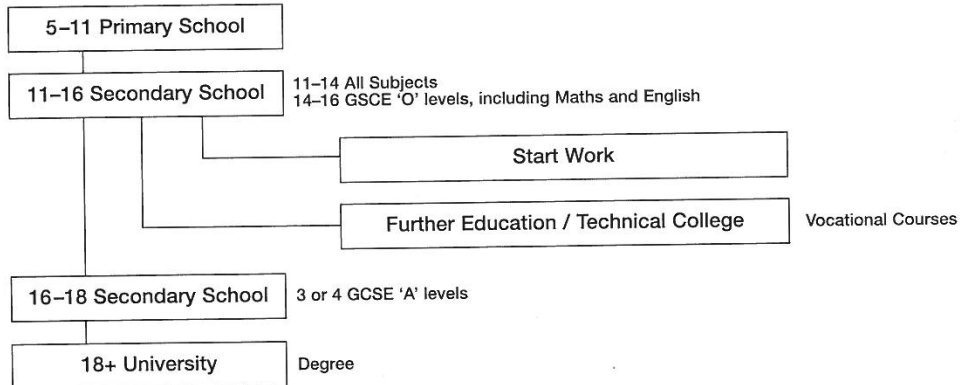 5–11 Primary School
11–16 Secondary School
11–14 All Subjects
14–16 GSCE 'O' levels, including Maths and English
Start Work
Further Education / Technical College
Vocational Courses
16–18 Secondary School
3 or 4 GCSE 'A' levels
18+ University
Degree